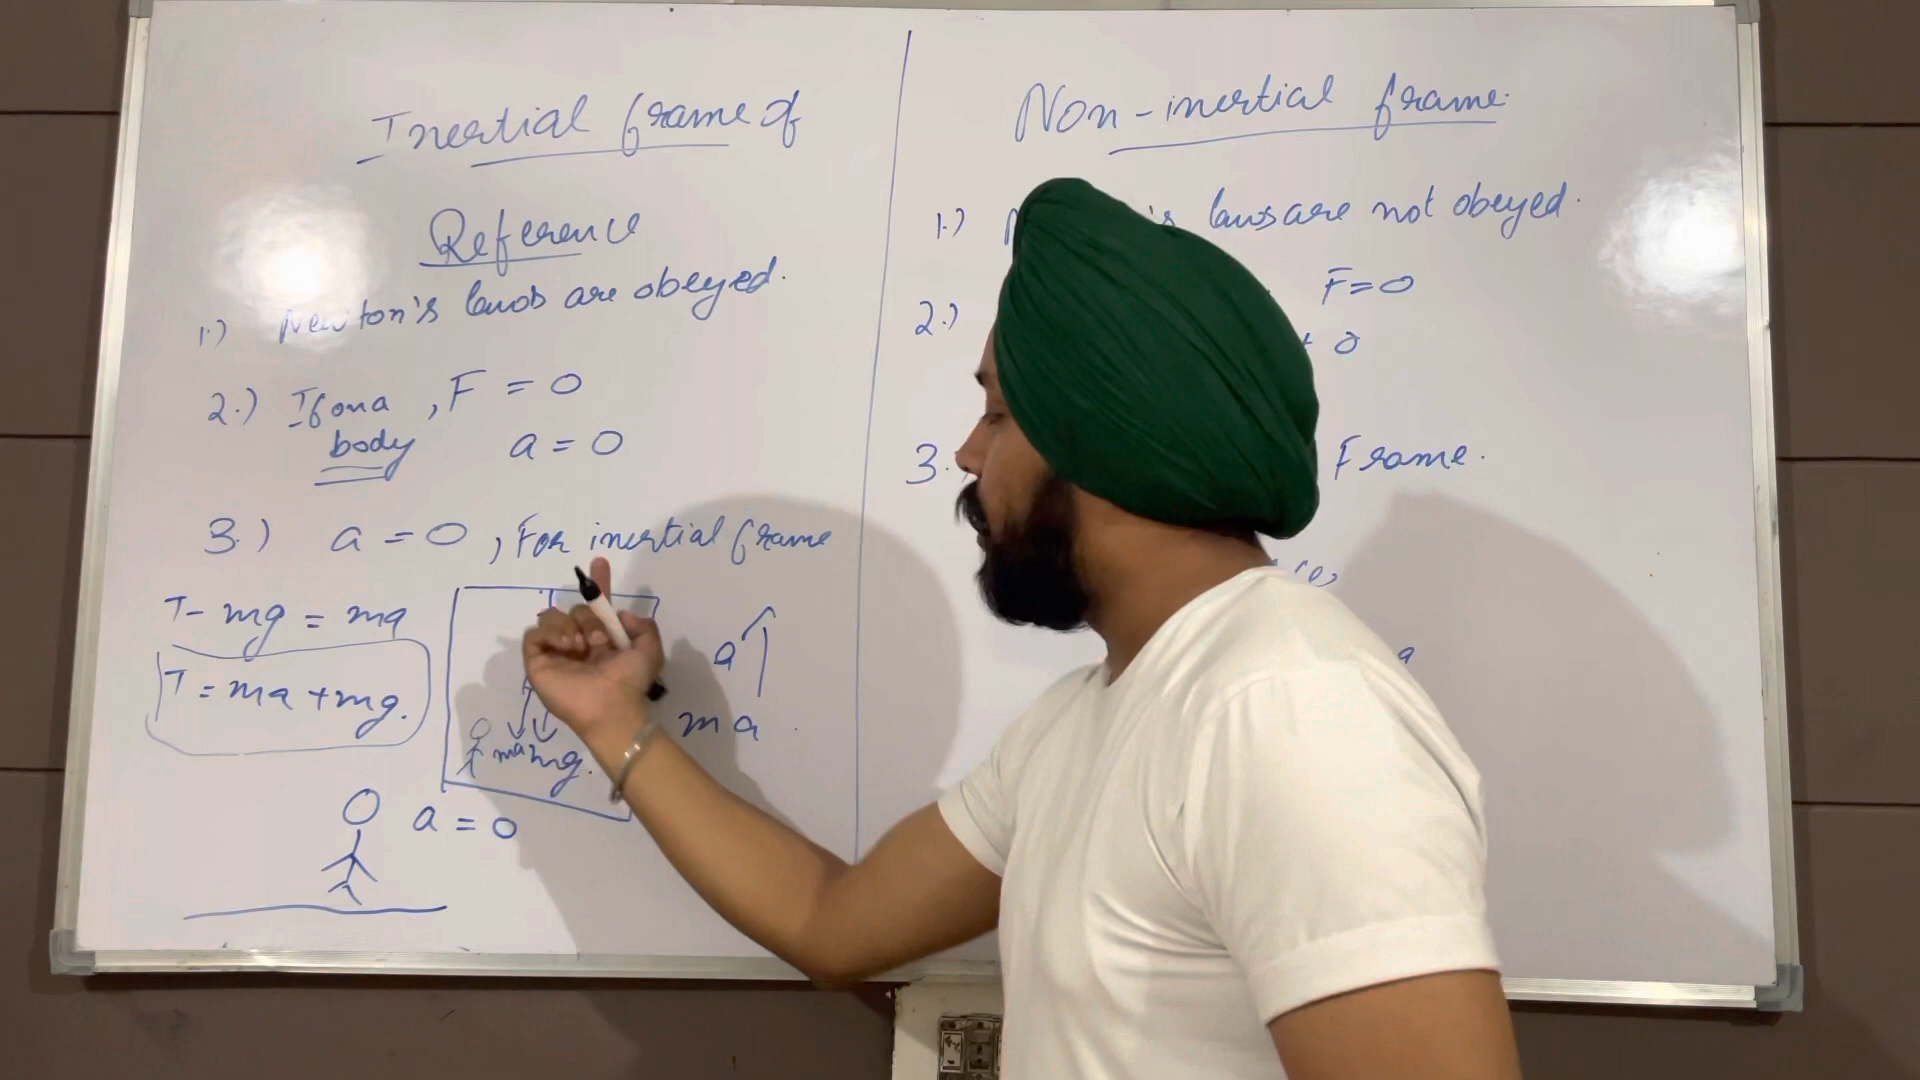 Inertial frame of
Reference
1.) Newton's laws are obeyed.
2.) If on a body, F = 0
a = 0
3.) a = 0, For inertial frame
T - mg = ma
T = ma + mg.
a
ma
ma mg.
a = 0
Non-inertial frame.
1.) laws are not obeyed.
2.) F = 0
0
3. Frame.
a